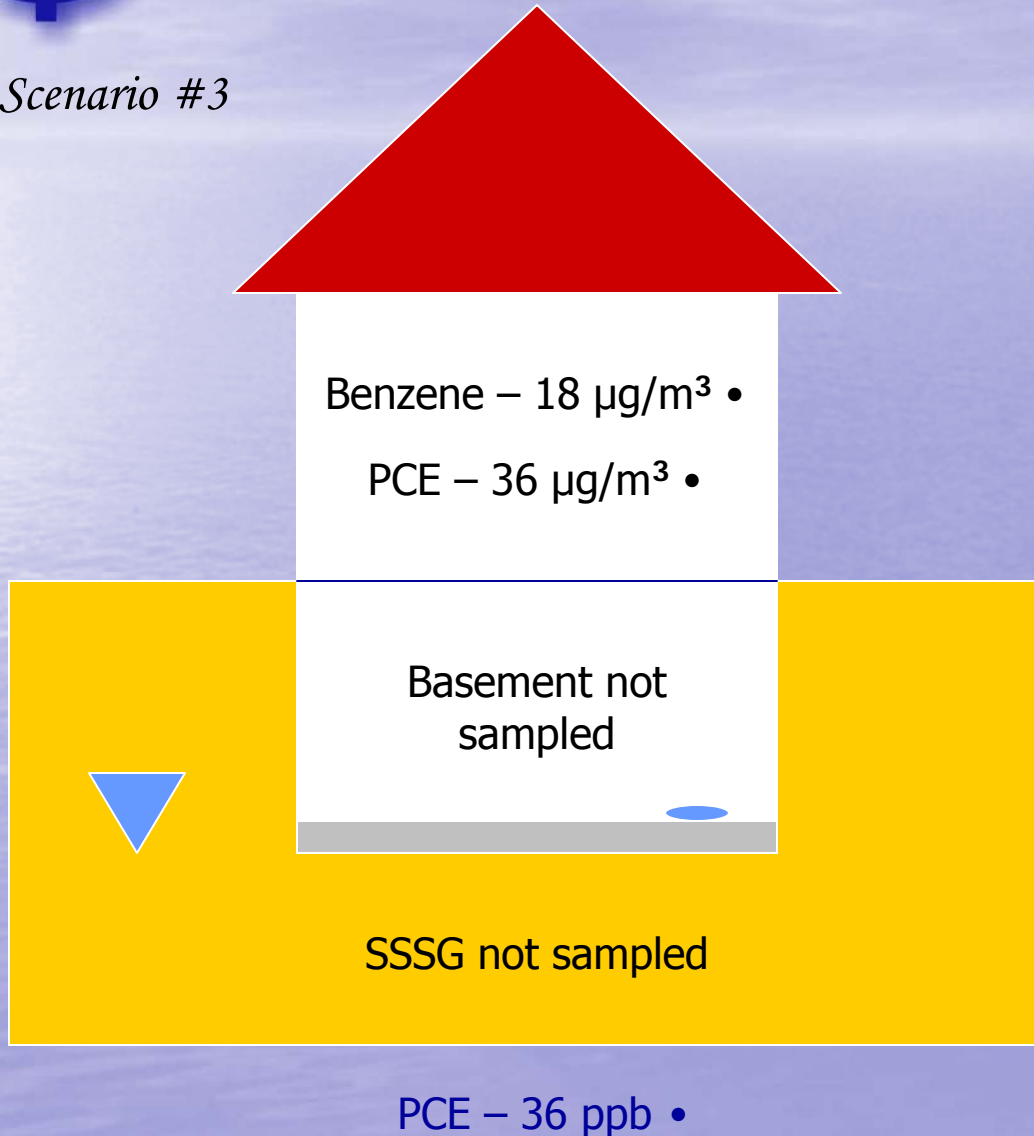 Scenario #3
Benzene – 18 µg/m³ •
PCE – 36 µg/m³ •
Basement not
sampled
SSSG not sampled
PCE – 36 ppb •